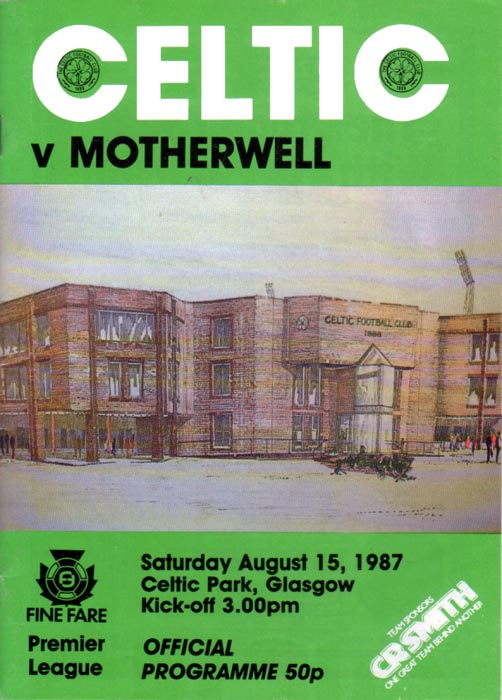 CELTIC
v MOTHERWELL
CELTIC FOOTBALL CLUB
1888
FINE FARE
Premier
League
Saturday August 15, 1987
Celtic Park, Glasgow
Kick-off 3.00pm
OFFICIAL
PROGRAMME 50p
TEAM SPONSORS
CR SMITH
ONE GREAT TEAM BEHIND ANOTHER